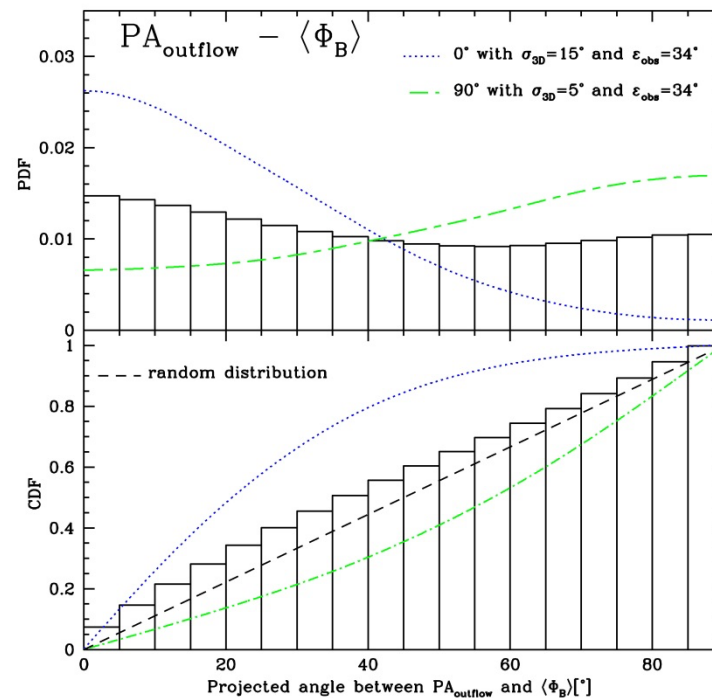 PA_outflow − ⟨Φ_B⟩
0° with σ_3D=15° and ε_obs=34°
90° with σ_3D=5° and ε_obs=34°
0.03
0.02
0.01
0
PDF
random distribution
1
0.8
0.6
0.4
0.2
0
CDF
0 20 40 60 80
Projected angle between PA_outflow and ⟨Φ_B⟩[°]